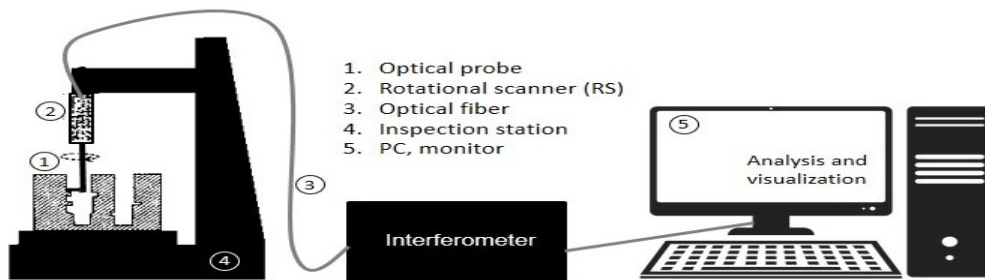 1. Optical probe
2. Rotational scanner (RS)
3. Optical fiber
4. Inspection station
5. PC, monitor
2
1
3
4
5
Analysis and
visualization
Interferometer